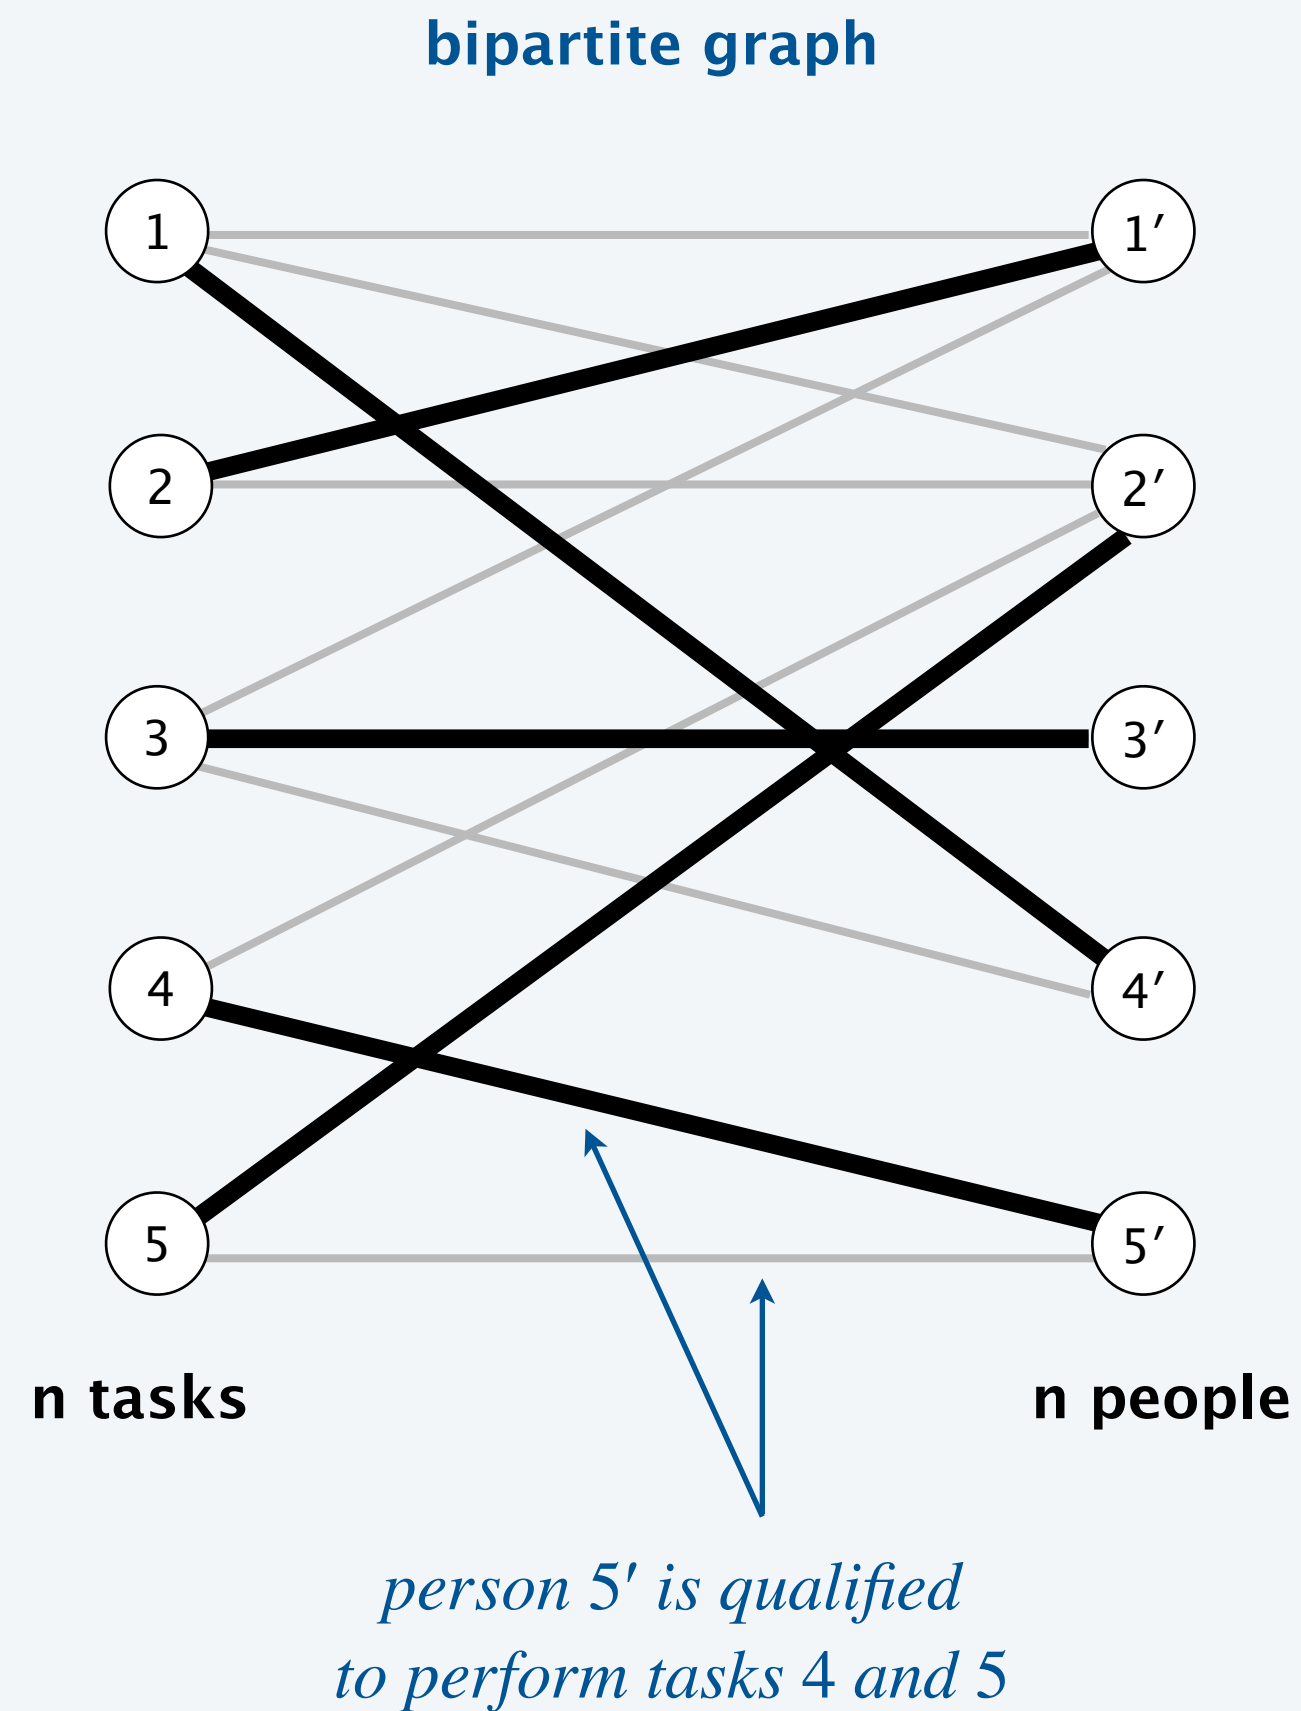 bipartite graph
1
1′
2
2′
3
3′
4
4′
5
5′
n tasks
n people
person 5′ is qualified
to perform tasks 4 and 5